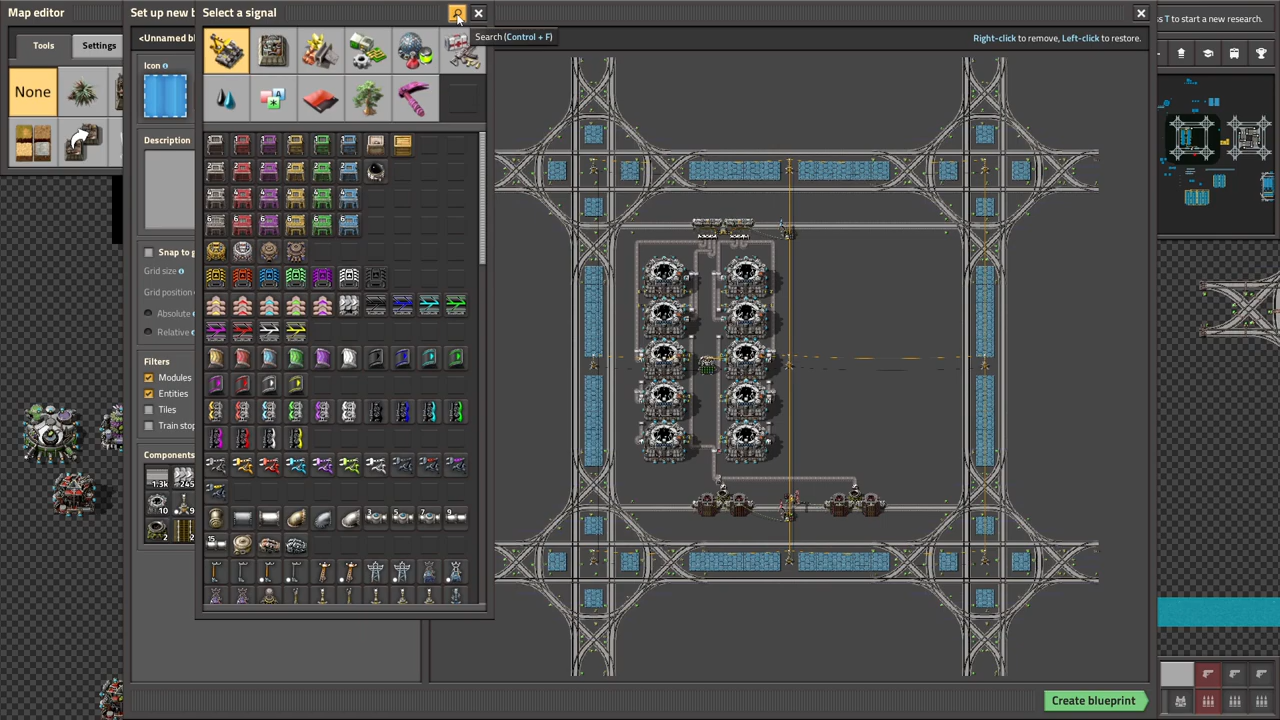 Map editor
Set up new b
Select a signal
Search (Control + F)
s T to start a new research.
Right-click to remove, Left-click to restore.
Tools
Settings
<Unnamed bl
Icon
None
Description
Snap to g
Grid size
Grid position
Absolute
Relative
Filters
Modules
Entities
Tiles
Train stop
Components
1.3k
245
10
9
2
2
Create blueprint